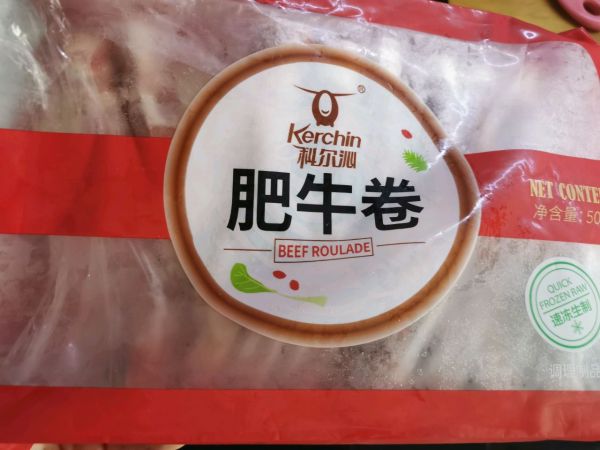 ®
Kerchin
科尔沁
肥牛卷
BEEF ROULADE
NET CONTE
净含量:50
QUICK
FROZEN RAW
速冻生制
调理制品